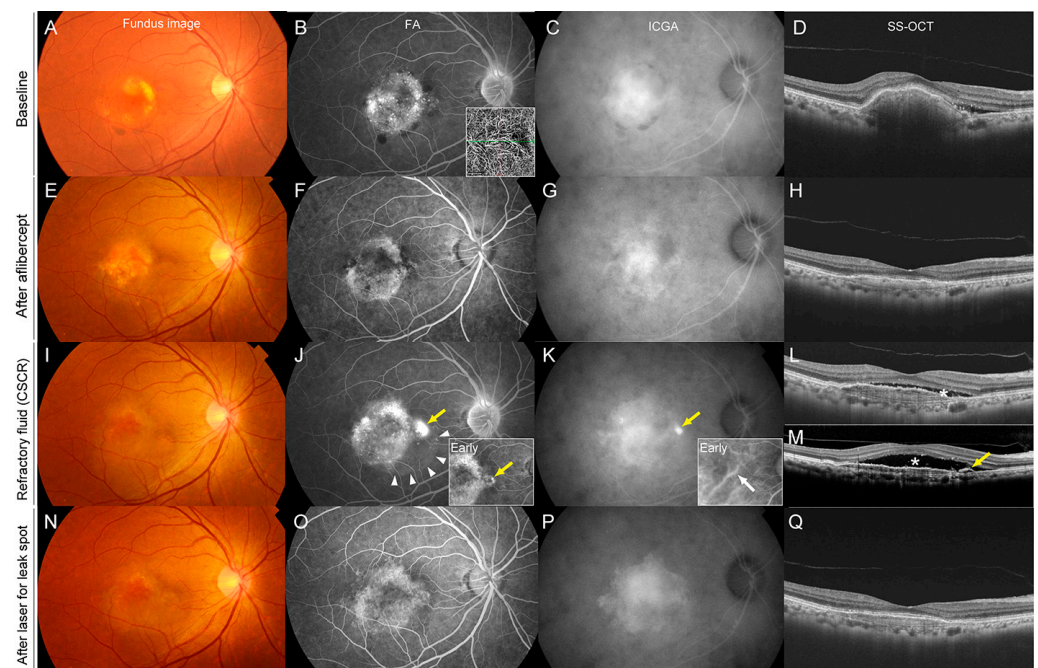 Fundus image
FA
ICGA
SS-OCT
Baseline
A
B
C
D
After aflibercept
E
F
G
H
Refractory fluid (CSCR)
I
J
Early
K
Early
L
*
M
*
After laser for leak spot
N
O
P
Q